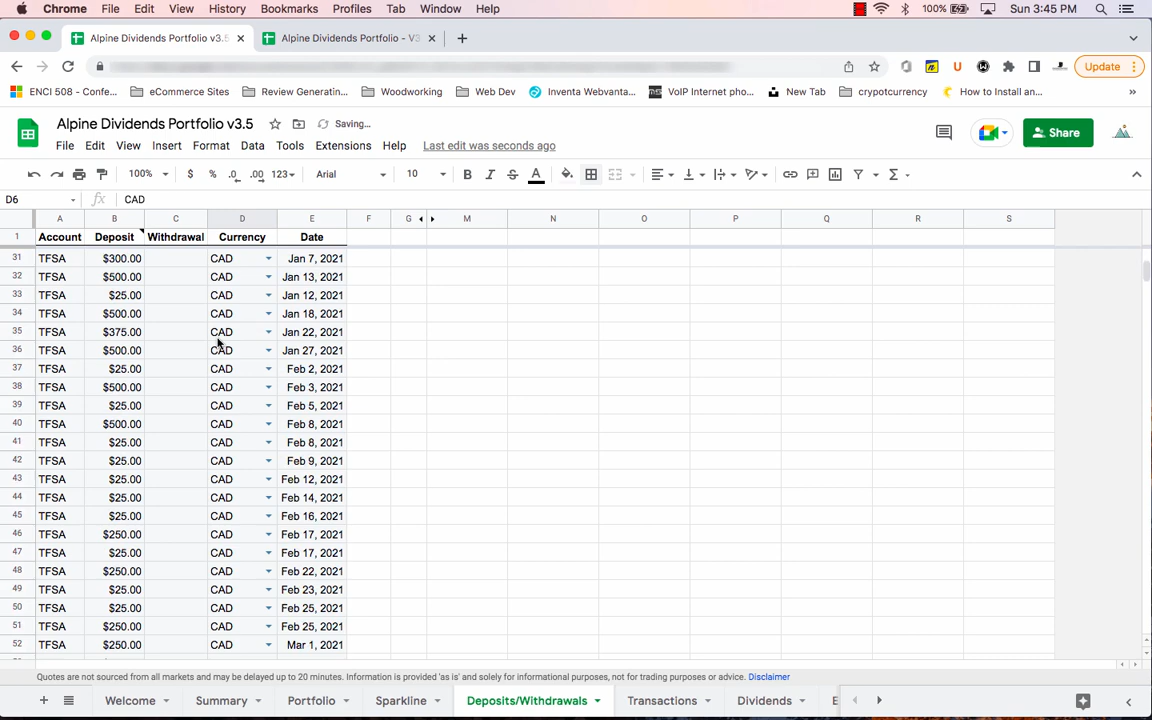 Chrome File Edit View History Bookmarks Profiles Tab Window Help 100% Sun 3:45 PM
Alpine Dividends Portfolio v3.5 Alpine Dividends Portfolio - V3
Update
ENCI 508 - Confe... eCommerce Sites Review Generatin... Woodworking Web Dev Inventa Webvanta... VoIP Internet pho... New Tab cryptocurrency How to Install an... »
Alpine Dividends Portfolio v3.5 Saving...
Share
File Edit View Insert Format Data Tools Extensions Help Last edit was seconds ago
100% $ % .0 .00 123 Arial 10 B I S A Σ
D6 fx CAD
A B C D E F G M N O P Q R S
1 Account Deposit Withdrawal Currency Date
31 TFSA $300.00 CAD Jan 7, 2021
32 TFSA $500.00 CAD Jan 13, 2021
33 TFSA $25.00 CAD Jan 12, 2021
34 TFSA $500.00 CAD Jan 18, 2021
35 TFSA $375.00 CAD Jan 22, 2021
36 TFSA $500.00 CAD Jan 27, 2021
37 TFSA $25.00 CAD Feb 2, 2021
38 TFSA $500.00 CAD Feb 3, 2021
39 TFSA $25.00 CAD Feb 5, 2021
40 TFSA $500.00 CAD Feb 8, 2021
41 TFSA $25.00 CAD Feb 8, 2021
42 TFSA $25.00 CAD Feb 9, 2021
43 TFSA $25.00 CAD Feb 12, 2021
44 TFSA $25.00 CAD Feb 14, 2021
45 TFSA $25.00 CAD Feb 16, 2021
46 TFSA $250.00 CAD Feb 17, 2021
47 TFSA $25.00 CAD Feb 17, 2021
48 TFSA $250.00 CAD Feb 22, 2021
49 TFSA $25.00 CAD Feb 23, 2021
50 TFSA $25.00 CAD Feb 25, 2021
51 TFSA $250.00 CAD Feb 25, 2021
52 TFSA $250.00 CAD Mar 1, 2021
Quotes are not sourced from all markets and may be delayed up to 20 minutes. Information is provided 'as is' and solely for informational purposes, not for trading purposes or advice. Disclaimer
Welcome Summary Portfolio Sparkline Deposits/Withdrawals Transactions Dividends